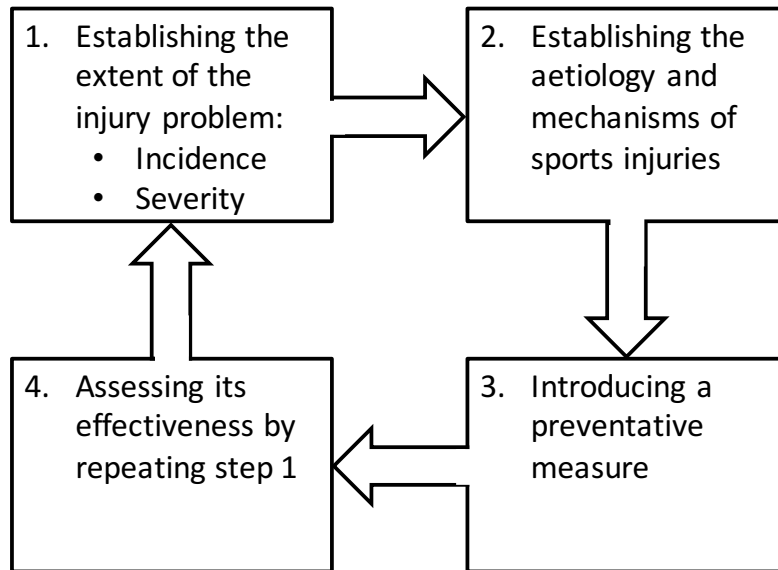 1. Establishing the
extent of the
injury problem:
• Incidence
• Severity
2. Establishing the
aetiology and
mechanisms of
sports injuries
4. Assessing its
effectiveness by
repeating step 1
3. Introducing a
preventative
measure